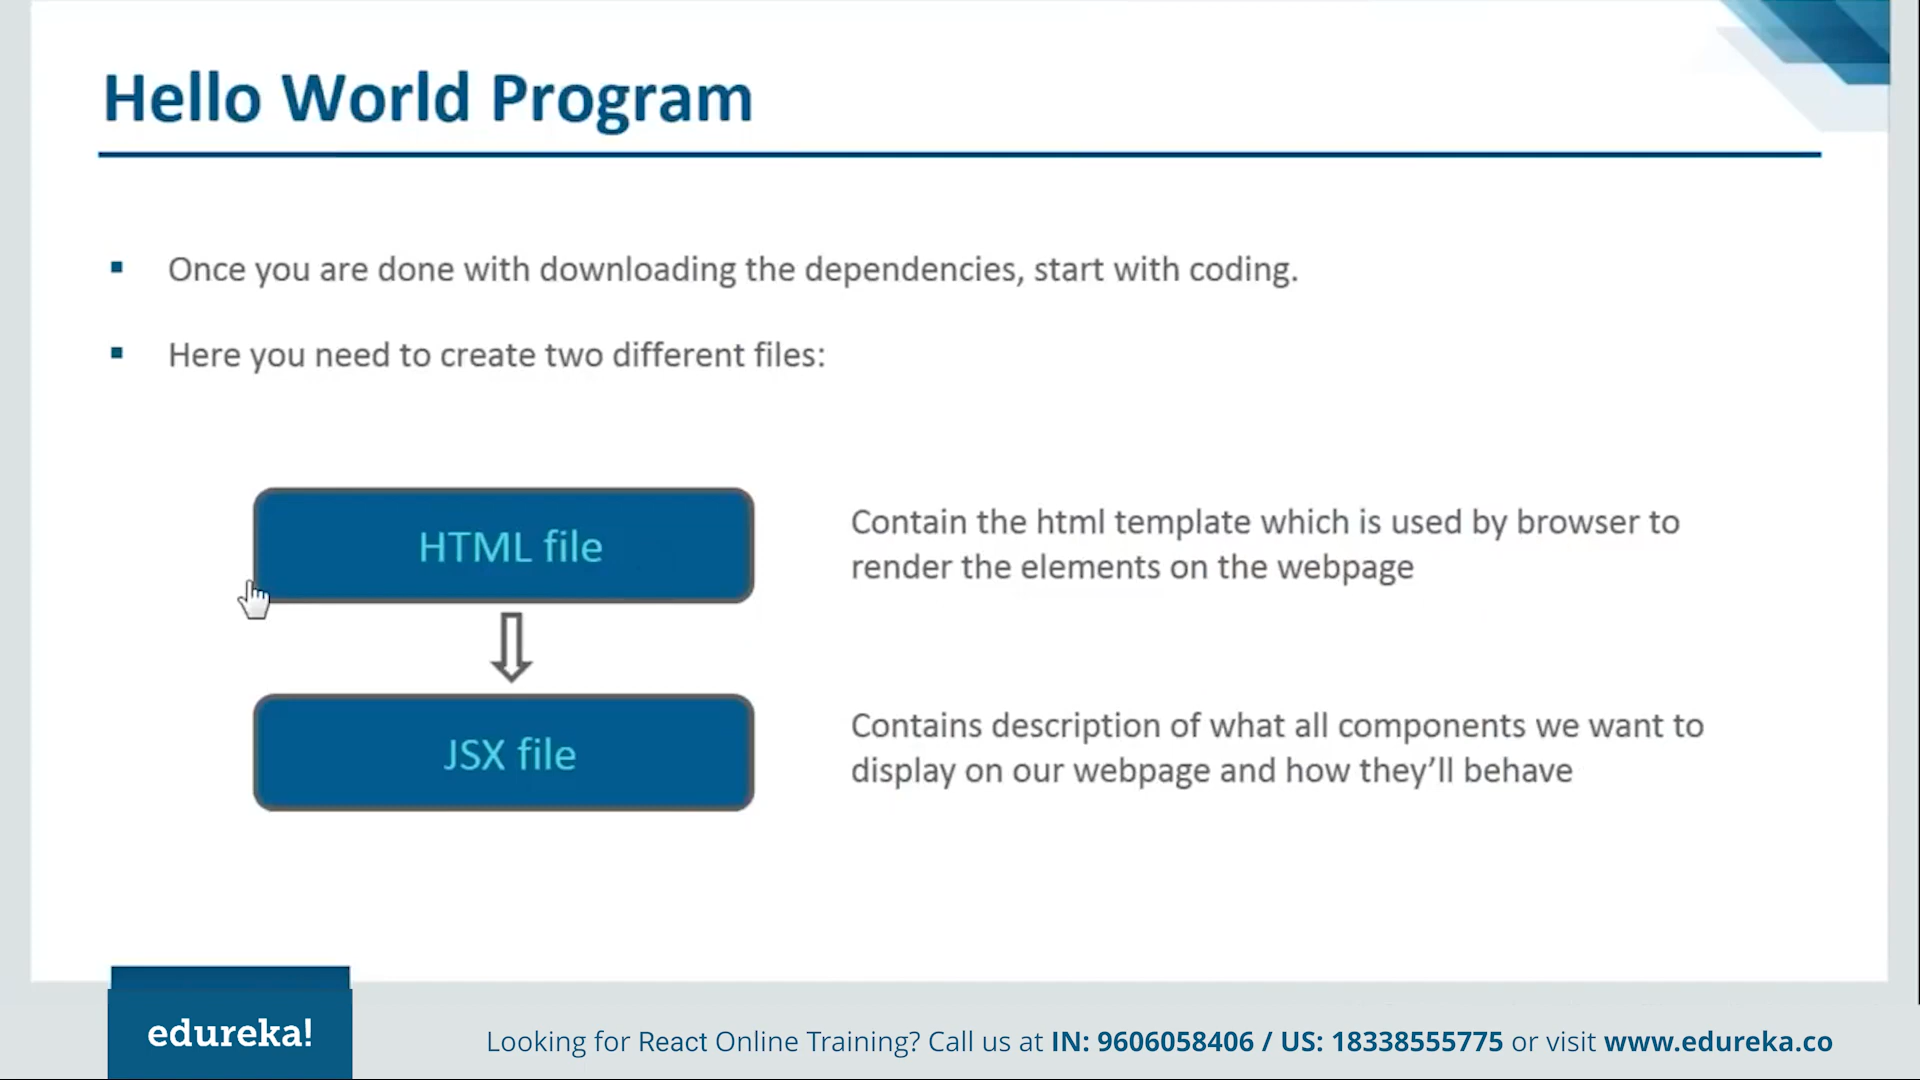 Hello World Program
Once you are done with downloading the dependencies, start with coding.
Here you need to create two different files:
HTML file
Contain the html template which is used by browser to
render the elements on the webpage
JSX file
Contains description of what all components we want to
display on our webpage and how they’ll behave
edureka!
Looking for React Online Training? Call us at IN: 9606058406 / US: 18338555775 or visit www.edureka.co